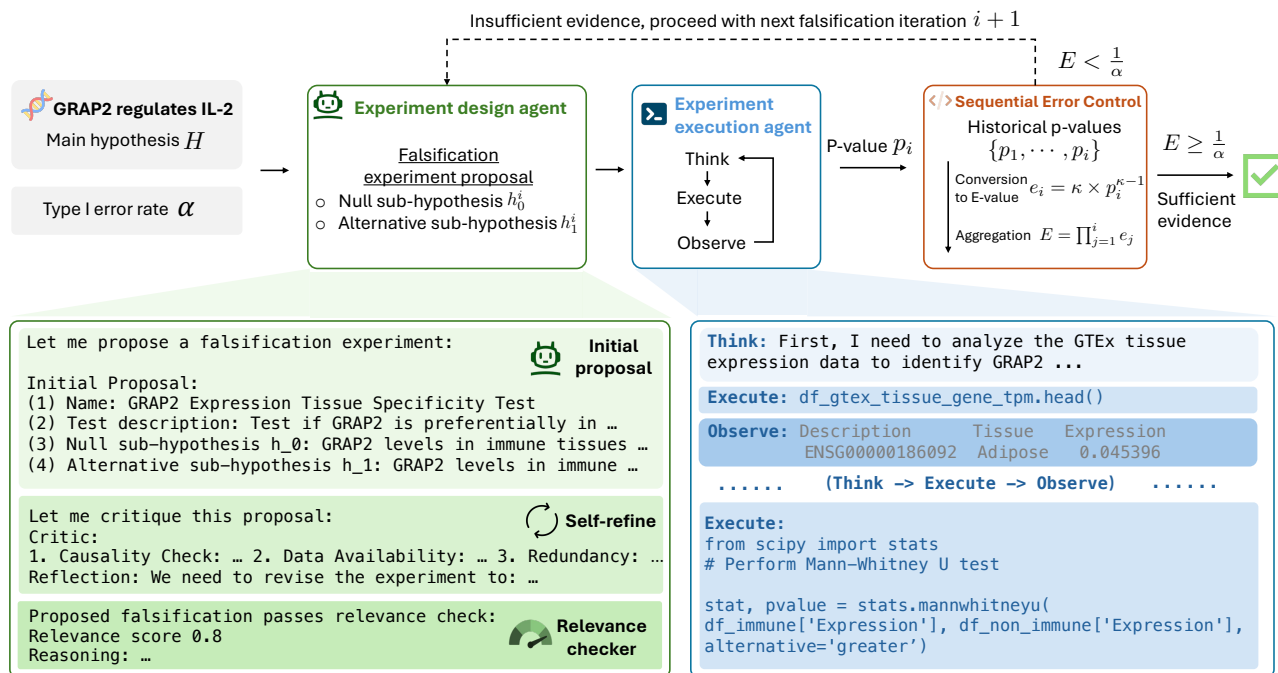 Insufficient evidence, proceed with next falsification iteration i + 1
E < 1/α
GRAP2 regulates IL-2
Main hypothesis H
Type I error rate α
Experiment design agent
Falsification
experiment proposal
○ Null sub-hypothesis h_0^i
○ Alternative sub-hypothesis h_1^i
Experiment
execution agent
Think
Execute
Observe
P-value p_i
</> Sequential Error Control
Historical p-values
{p_1, ⋯ , p_i}
Conversion
to E-value
e_i = κ × p_i^{κ−1}
Aggregation E = ∏_{j=1}^i e_j
E ≥ 1/α
Sufficient
evidence
Let me propose a falsification experiment:
Initial
proposal
Initial Proposal:
(1) Name: GRAP2 Expression Tissue Specificity Test
(2) Test description: Test if GRAP2 is preferentially in …
(3) Null sub-hypothesis h_0: GRAP2 levels in immune tissues …
(4) Alternative sub-hypothesis h_1: GRAP2 levels in immune …
Let me critique this proposal:
Self-refine
Critic:
1. Causality Check: … 2. Data Availability: … 3. Redundancy: …
Reflection: We need to revise the experiment to: …
Proposed falsification passes relevance check:
Relevance score 0.8
Reasoning: …
Relevance
checker
Think: First, I need to analyze the GTEx tissue
expression data to identify GRAP2 ...
Execute: df_gtex_tissue_gene_tpm.head()
Observe: Description Tissue Expression
ENSG00000186092 Adipose 0.045396
...... (Think -> Execute -> Observe) ......
Execute:
from scipy import stats
# Perform Mann-Whitney U test
stat, pvalue = stats.mannwhitneyu(
df_immune['Expression'], df_non_immune['Expression'],
alternative='greater’)